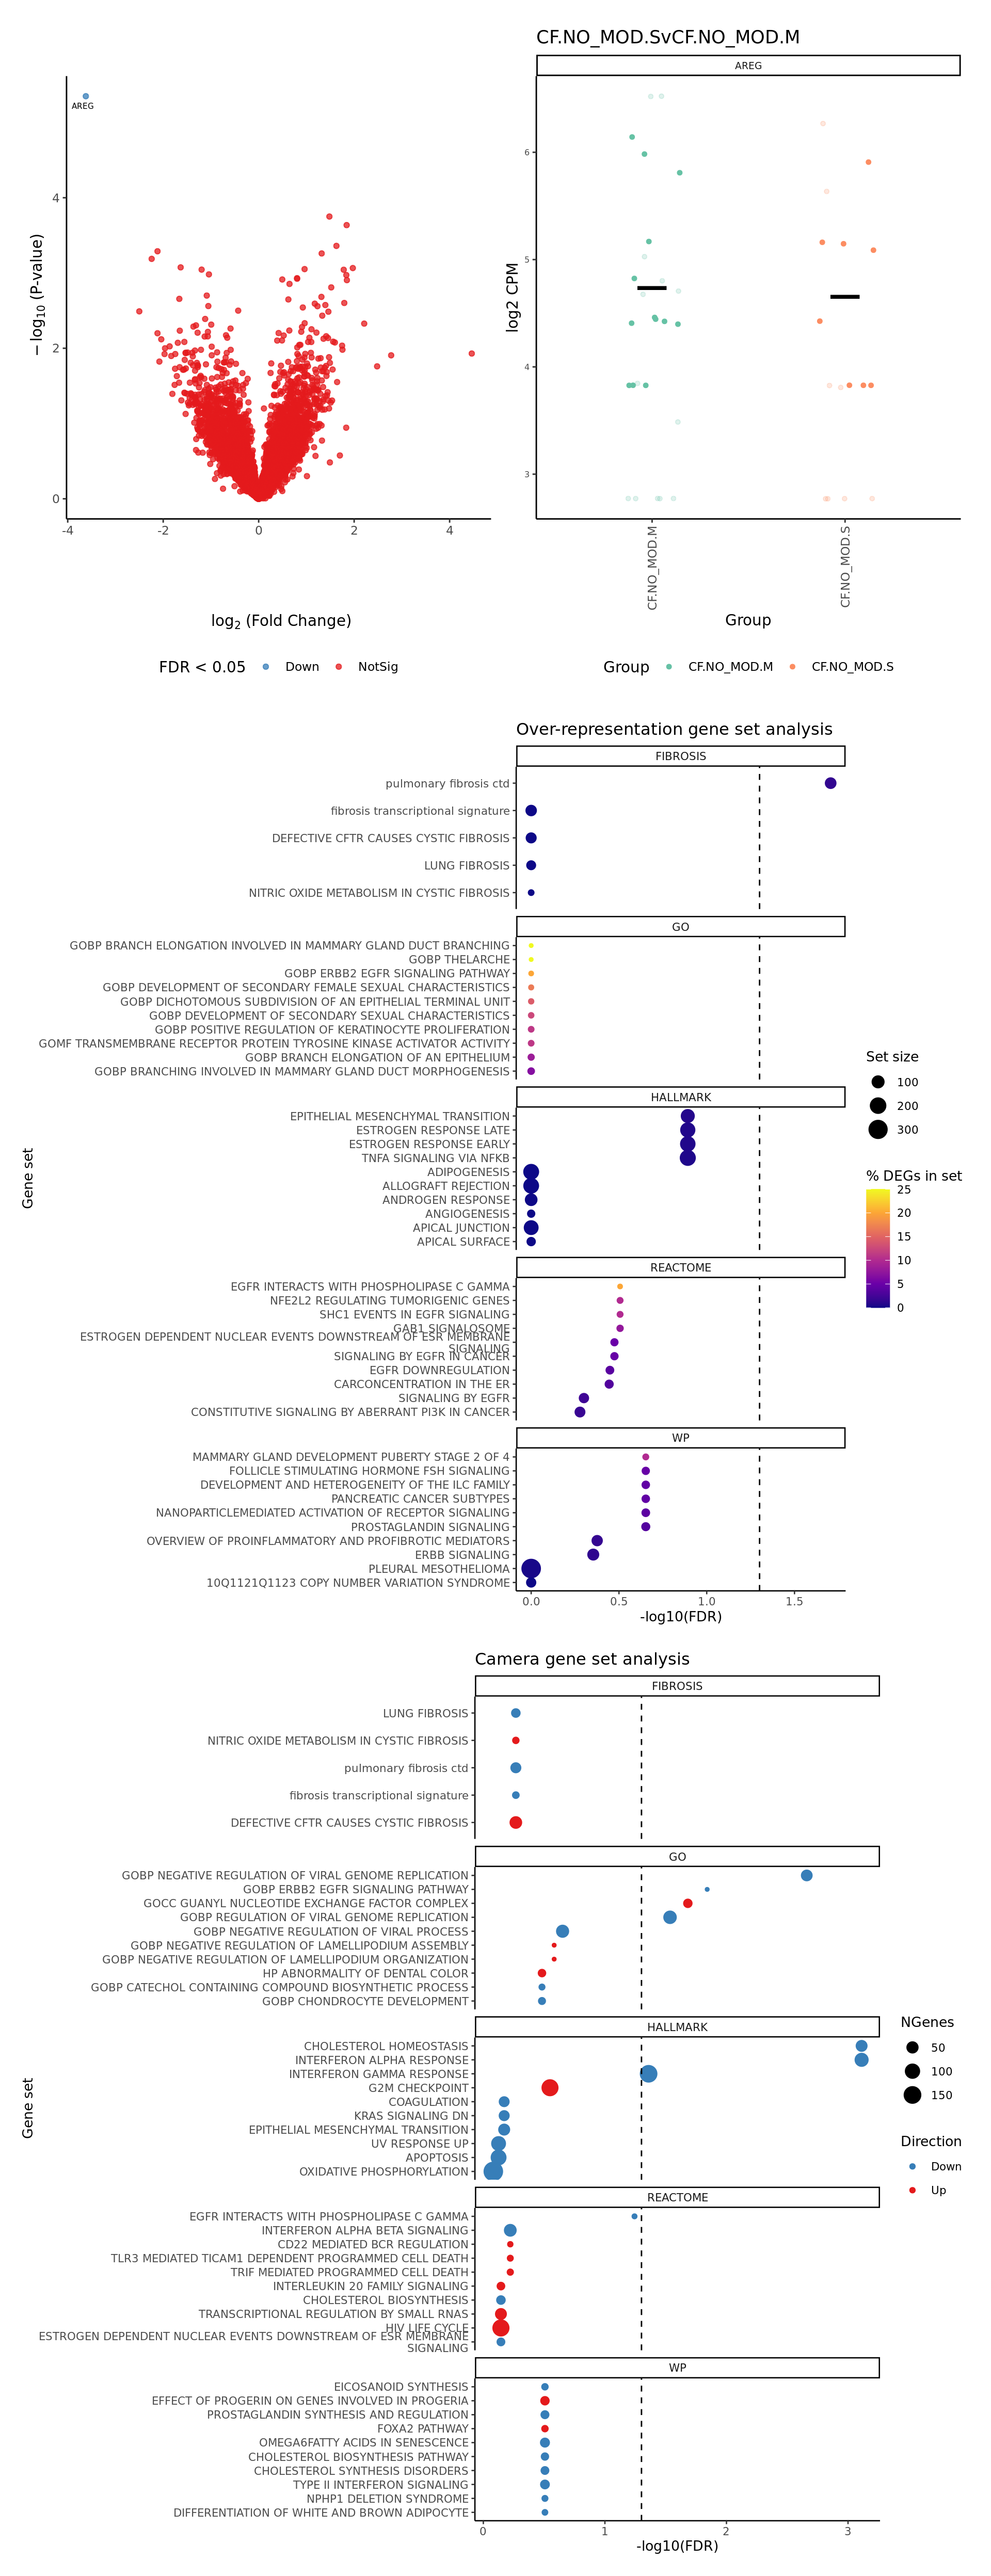 CF.NO_MOD.SvCF.NO_MOD.M
AREG
AREG
− log10 (P-value)
4
2
0
-4
-2
0
2
4
log2 (Fold Change)
FDR < 0.05
Down
NotSig
log2 CPM
6
5
4
3
CF.NO_MOD.M
CF.NO_MOD.S
Group
Group
CF.NO_MOD.M
CF.NO_MOD.S
Over-representation gene set analysis
FIBROSIS
pulmonary fibrosis ctd
fibrosis transcriptional signature
DEFECTIVE CFTR CAUSES CYSTIC FIBROSIS
LUNG FIBROSIS
NITRIC OXIDE METABOLISM IN CYSTIC FIBROSIS
GO
GOBP BRANCH ELONGATION INVOLVED IN MAMMARY GLAND DUCT BRANCHING
GOBP THELARCHE
GOBP ERBB2 EGFR SIGNALING PATHWAY
GOBP DEVELOPMENT OF SECONDARY FEMALE SEXUAL CHARACTERISTICS
GOBP DICHOTOMOUS SUBDIVISION OF AN EPITHELIAL TERMINAL UNIT
GOBP DEVELOPMENT OF SECONDARY SEXUAL CHARACTERISTICS
GOBP POSITIVE REGULATION OF KERATINOCYTE PROLIFERATION
GOMF TRANSMEMBRANE RECEPTOR PROTEIN TYROSINE KINASE ACTIVATOR ACTIVITY
GOBP BRANCH ELONGATION OF AN EPITHELIUM
GOBP BRANCHING INVOLVED IN MAMMARY GLAND DUCT MORPHOGENESIS
HALLMARK
EPITHELIAL MESENCHYMAL TRANSITION
ESTROGEN RESPONSE LATE
ESTROGEN RESPONSE EARLY
TNFA SIGNALING VIA NFKB
ADIPOGENESIS
ALLOGRAFT REJECTION
ANDROGEN RESPONSE
ANGIOGENESIS
APICAL JUNCTION
APICAL SURFACE
REACTOME
EGFR INTERACTS WITH PHOSPHOLIPASE C GAMMA
NFE2L2 REGULATING TUMORIGENIC GENES
SHC1 EVENTS IN EGFR SIGNALING
GAB1 SIGNALOSOME
ESTROGEN DEPENDENT NUCLEAR EVENTS DOWNSTREAM OF ESR MEMBRANE
SIGNALING
SIGNALING BY EGFR IN CANCER
EGFR DOWNREGULATION
CARCONCENTRATION IN THE ER
SIGNALING BY EGFR
CONSTITUTIVE SIGNALING BY ABERRANT PI3K IN CANCER
WP
MAMMARY GLAND DEVELOPMENT PUBERTY STAGE 2 OF 4
FOLLICLE STIMULATING HORMONE FSH SIGNALING
DEVELOPMENT AND HETEROGENEITY OF THE ILC FAMILY
PANCREATIC CANCER SUBTYPES
NANOPARTICLEMEDIATED ACTIVATION OF RECEPTOR SIGNALING
PROSTAGLANDIN SIGNALING
OVERVIEW OF PROINFLAMMATORY AND PROFIBROTIC MEDIATORS
ERBB SIGNALING
PLEURAL MESOTHELIOMA
10Q1121Q1123 COPY NUMBER VARIATION SYNDROME
0.0
0.5
1.0
1.5
-log10(FDR)
Gene set
Set size
100
200
300
% DEGs in set
25
20
15
10
5
0
Camera gene set analysis
FIBROSIS
LUNG FIBROSIS
NITRIC OXIDE METABOLISM IN CYSTIC FIBROSIS
pulmonary fibrosis ctd
fibrosis transcriptional signature
DEFECTIVE CFTR CAUSES CYSTIC FIBROSIS
GO
GOBP NEGATIVE REGULATION OF VIRAL GENOME REPLICATION
GOBP ERBB2 EGFR SIGNALING PATHWAY
GOCC GUANYL NUCLEOTIDE EXCHANGE FACTOR COMPLEX
GOBP REGULATION OF VIRAL GENOME REPLICATION
GOBP NEGATIVE REGULATION OF VIRAL PROCESS
GOBP NEGATIVE REGULATION OF LAMELLIPODIUM ASSEMBLY
GOBP NEGATIVE REGULATION OF LAMELLIPODIUM ORGANIZATION
HP ABNORMALITY OF DENTAL COLOR
GOBP CATECHOL CONTAINING COMPOUND BIOSYNTHETIC PROCESS
GOBP CHONDROCYTE DEVELOPMENT
HALLMARK
CHOLESTEROL HOMEOSTASIS
INTERFERON ALPHA RESPONSE
INTERFERON GAMMA RESPONSE
G2M CHECKPOINT
COAGULATION
KRAS SIGNALING DN
EPITHELIAL MESENCHYMAL TRANSITION
UV RESPONSE UP
APOPTOSIS
OXIDATIVE PHOSPHORYLATION
REACTOME
EGFR INTERACTS WITH PHOSPHOLIPASE C GAMMA
INTERFERON ALPHA BETA SIGNALING
CD22 MEDIATED BCR REGULATION
TLR3 MEDIATED TICAM1 DEPENDENT PROGRAMMED CELL DEATH
TRIF MEDIATED PROGRAMMED CELL DEATH
INTERLEUKIN 20 FAMILY SIGNALING
CHOLESTEROL BIOSYNTHESIS
TRANSCRIPTIONAL REGULATION BY SMALL RNAS
HIV LIFE CYCLE
ESTROGEN DEPENDENT NUCLEAR EVENTS DOWNSTREAM OF ESR MEMBRANE
SIGNALING
WP
EICOSANOID SYNTHESIS
EFFECT OF PROGERIN ON GENES INVOLVED IN PROGERIA
PROSTAGLANDIN SYNTHESIS AND REGULATION
FOXA2 PATHWAY
OMEGA6FATTY ACIDS IN SENESCENCE
CHOLESTEROL BIOSYNTHESIS PATHWAY
CHOLESTEROL SYNTHESIS DISORDERS
TYPE II INTERFERON SIGNALING
NPHP1 DELETION SYNDROME
DIFFERENTIATION OF WHITE AND BROWN ADIPOCYTE
0
1
2
3
-log10(FDR)
Gene set
NGenes
50
100
150
Direction
Down
Up